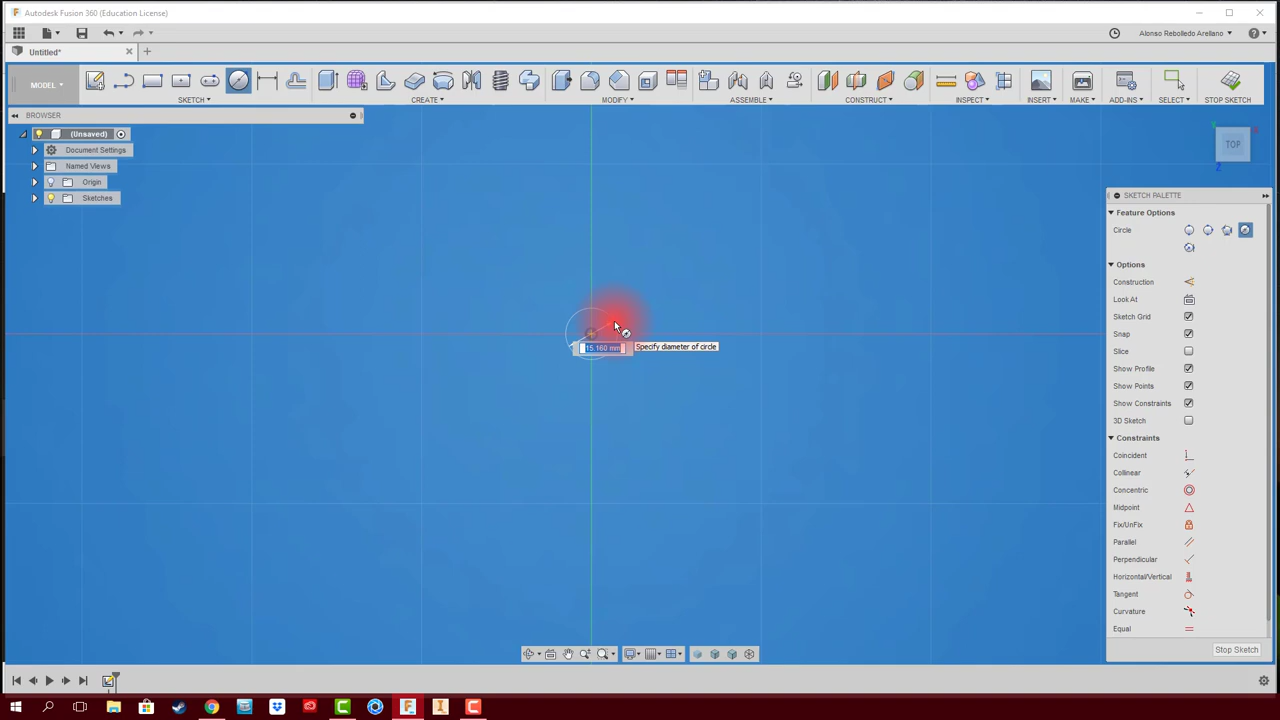 Autodesk Fusion 360 (Education License)
Alonso Rebolledo Arellano
Untitled*
MODEL
SKETCH
CREATE
MODIFY
ASSEMBLE
CONSTRUCT
INSPECT
INSERT
MAKE
ADD-INS
SELECT
STOP SKETCH
BROWSER
(Unsaved)
Document Settings
Named Views
Origin
Sketches
TOP
15.160 mm
Specify diameter of circle
SKETCH PALETTE
Feature Options
Circle
Options
Construction
Look At
Sketch Grid
Snap
Slice
Show Profile
Show Points
Show Constraints
3D Sketch
Constraints
Coincident
Collinear
Concentric
Midpoint
Fix/UnFix
Parallel
Perpendicular
Horizontal/Vertical
Tangent
Curvature
Equal
Stop Sketch